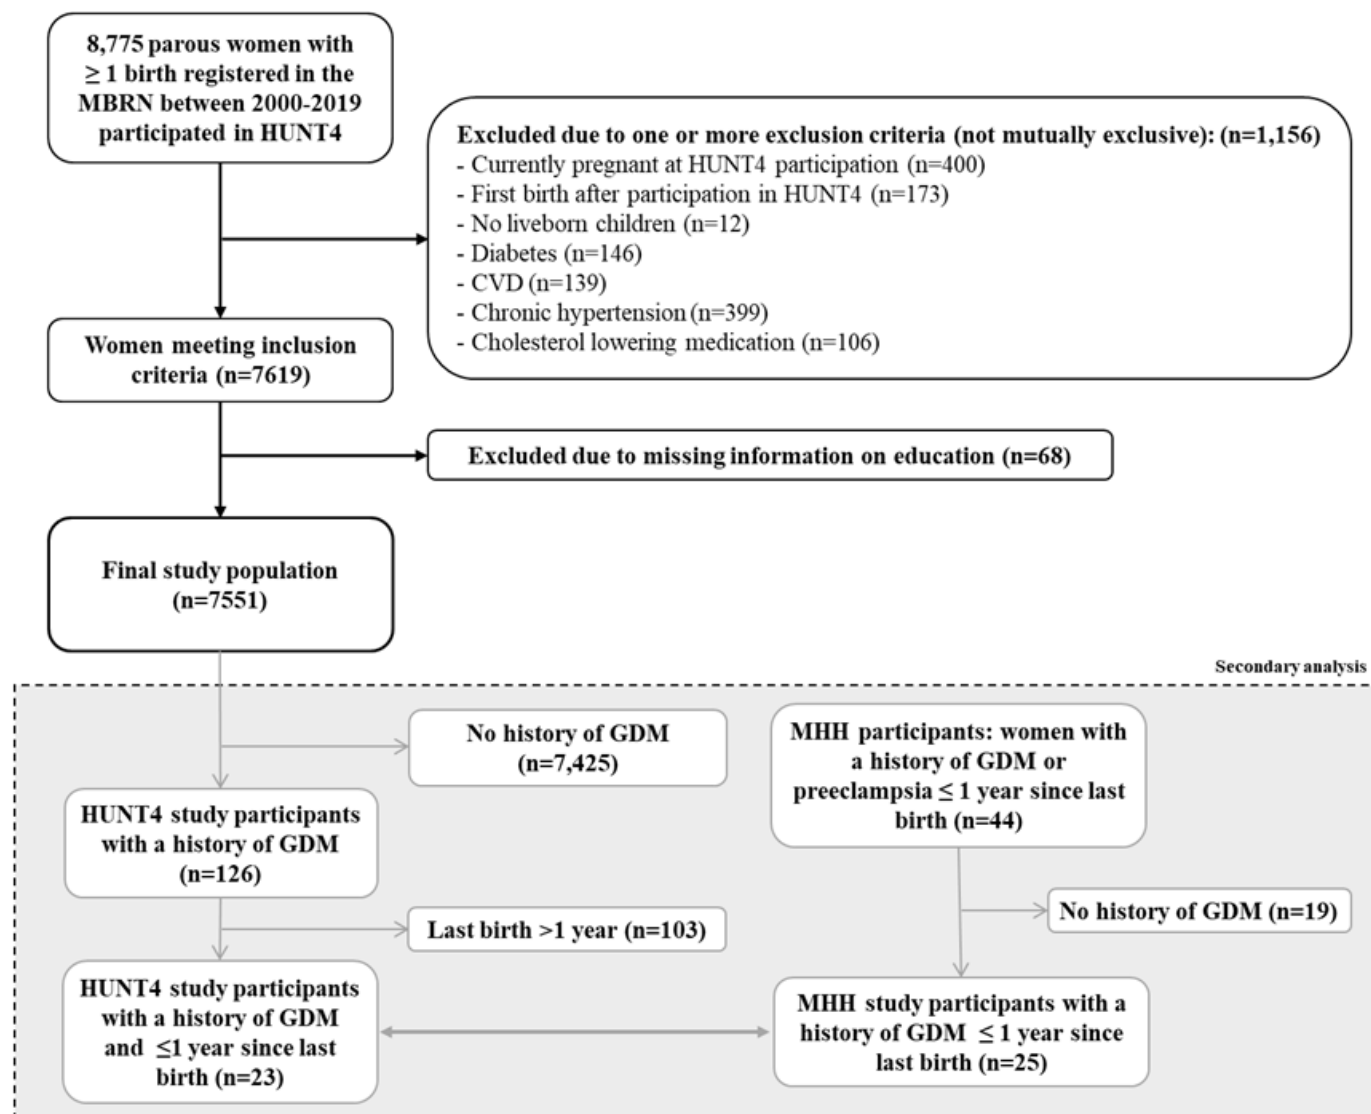 8,775 parous women with
≥ 1 birth registered in the
MBRN between 2000-2019
participated in HUNT4
Excluded due to one or more exclusion criteria (not mutually exclusive): (n=1,156)
- Currently pregnant at HUNT4 participation (n=400)
- First birth after participation in HUNT4 (n=173)
- No liveborn children (n=12)
- Diabetes (n=146)
- CVD (n=139)
- Chronic hypertension (n=399)
- Cholesterol lowering medication (n=106)
Women meeting inclusion
criteria (n=7619)
Excluded due to missing information on education (n=68)
Final study population
(n=7551)
Secondary analysis
No history of GDM
(n=7,425)
MHH participants: women with
a history of GDM or
preeclampsia ≤ 1 year since last
birth (n=44)
HUNT4 study participants
with a history of GDM
(n=126)
No history of GDM (n=19)
Last birth >1 year (n=103)
HUNT4 study participants
with a history of GDM
and ≤1 year since last
birth (n=23)
MHH study participants with a
history of GDM ≤ 1 year since
last birth (n=25)